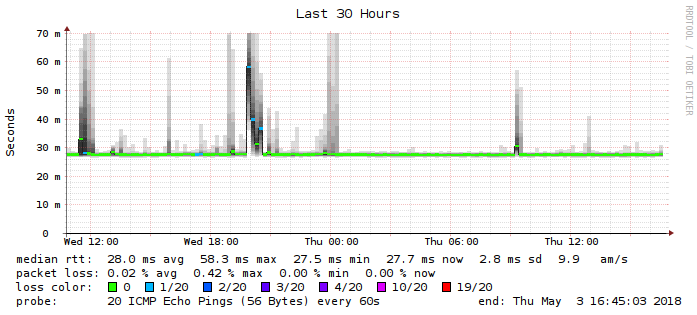 Last 30 Hours
RRDTOOL / TOBI OETIKER
Seconds
70 m
60 m
50 m
40 m
30 m
20 m
10 m
0
Wed 12:00 Wed 18:00 Thu 00:00 Thu 06:00 Thu 12:00
median rtt: 28.0 ms avg 58.3 ms max 27.5 ms min 27.7 ms now 2.8 ms sd 9.9 am/s
packet loss: 0.02 % avg 0.42 % max 0.00 % min 0.00 % now
loss color: 0 1/20 2/20 3/20 4/20 10/20 19/20
probe: 20 ICMP Echo Pings (56 Bytes) every 60s end: Thu May 3 16:45:03 2018